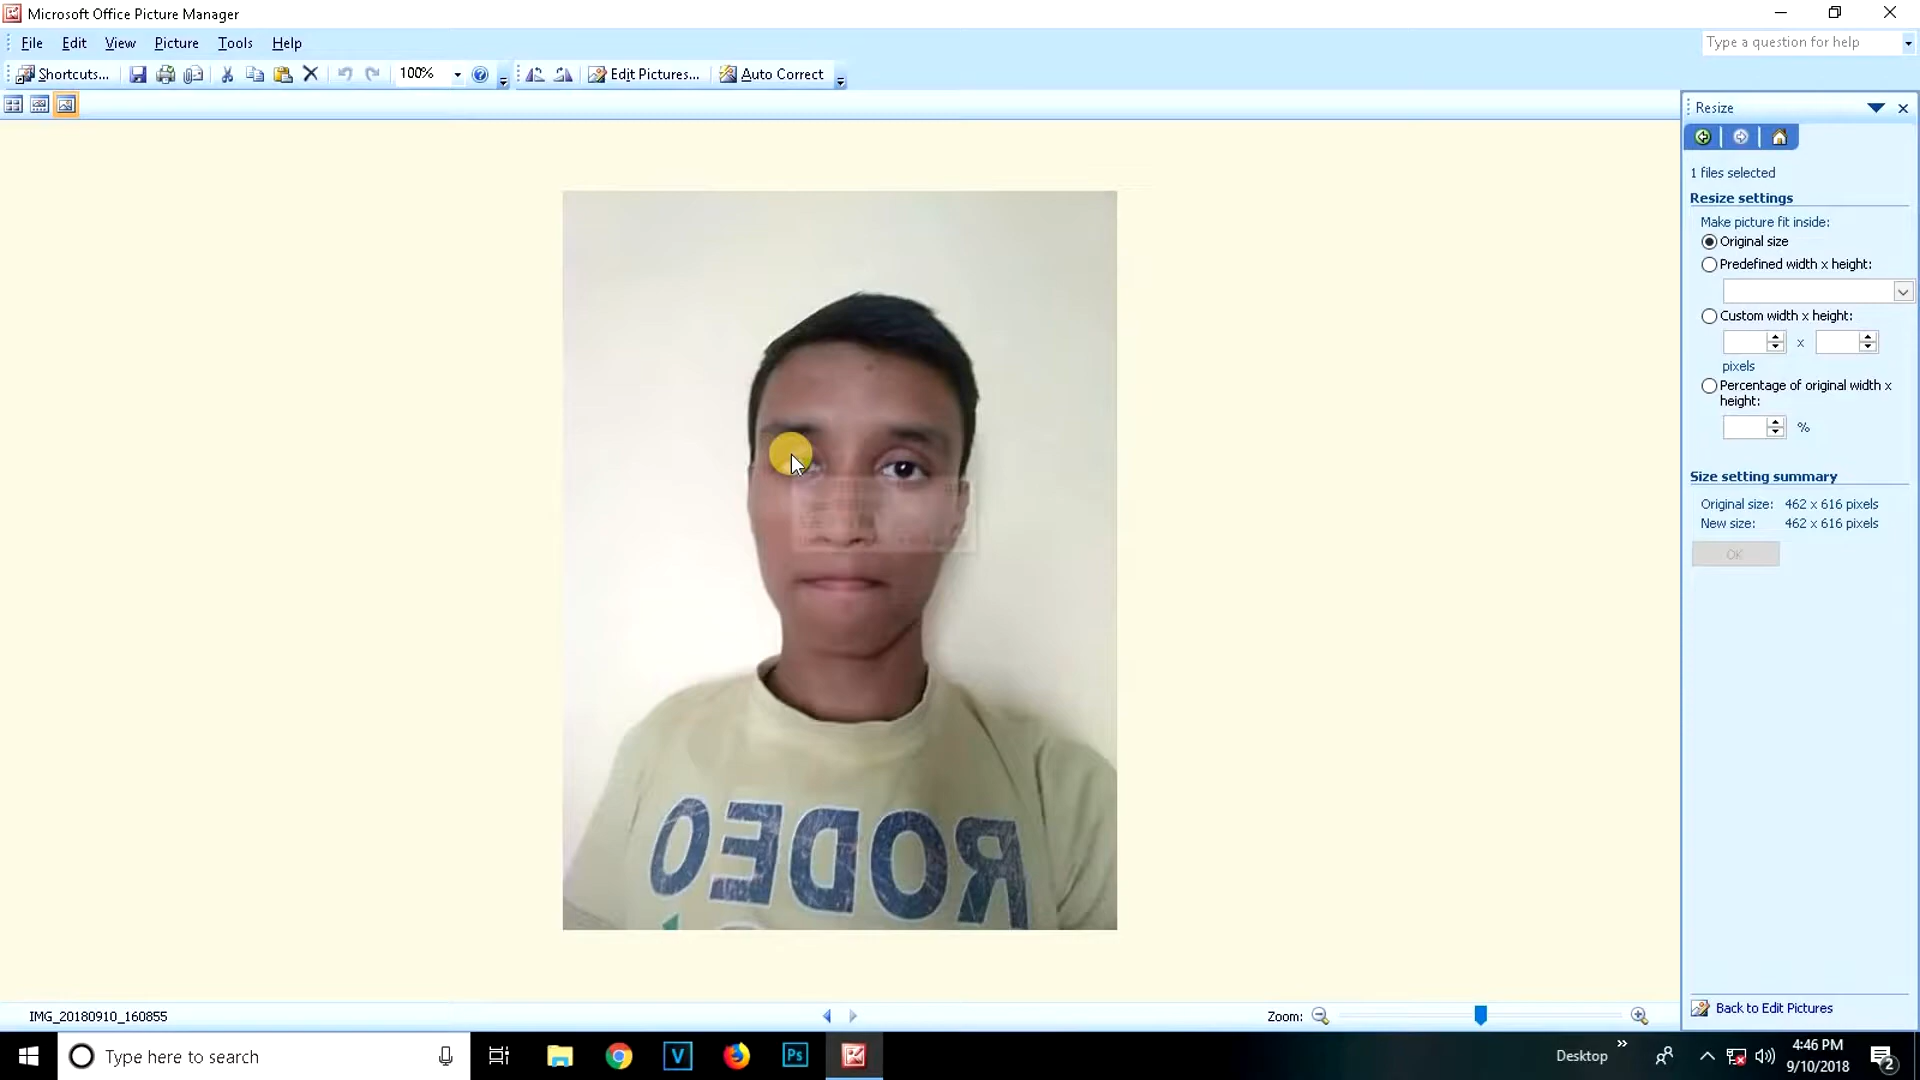 Microsoft Office Picture Manager
File Edit View Picture Tools Help
Type a question for help
Shortcuts... 100% Edit Pictures... Auto Correct
Resize
1 files selected
Resize settings
Make picture fit inside:
Original size
Predefined width x height:
Custom width x height:
x
pixels
Percentage of original width x
height:
%
Size setting summary
Original size: 462 x 616 pixels
New size: 462 x 616 pixels
OK
RODEO
Back to Edit Pictures
IMG_20180910_160855
Zoom:
Type here to search
V
Ps
Desktop
4:46 PM
9/10/2018
2